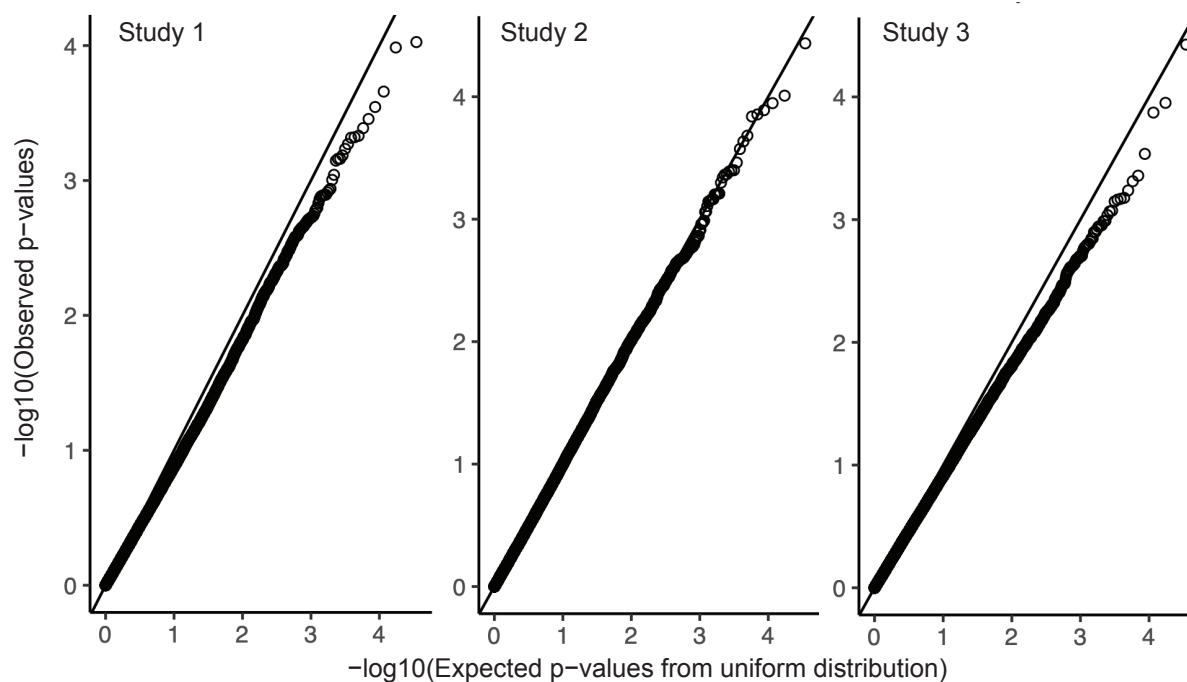 Study 1
Study 2
Study 3
4
3
2
1
0
4
3
2
1
0
4
3
2
1
0
−log10(Observed p−values)
0 1 2 3 4
0 1 2 3 4
0 1 2 3 4
−log10(Expected p−values from uniform distribution)